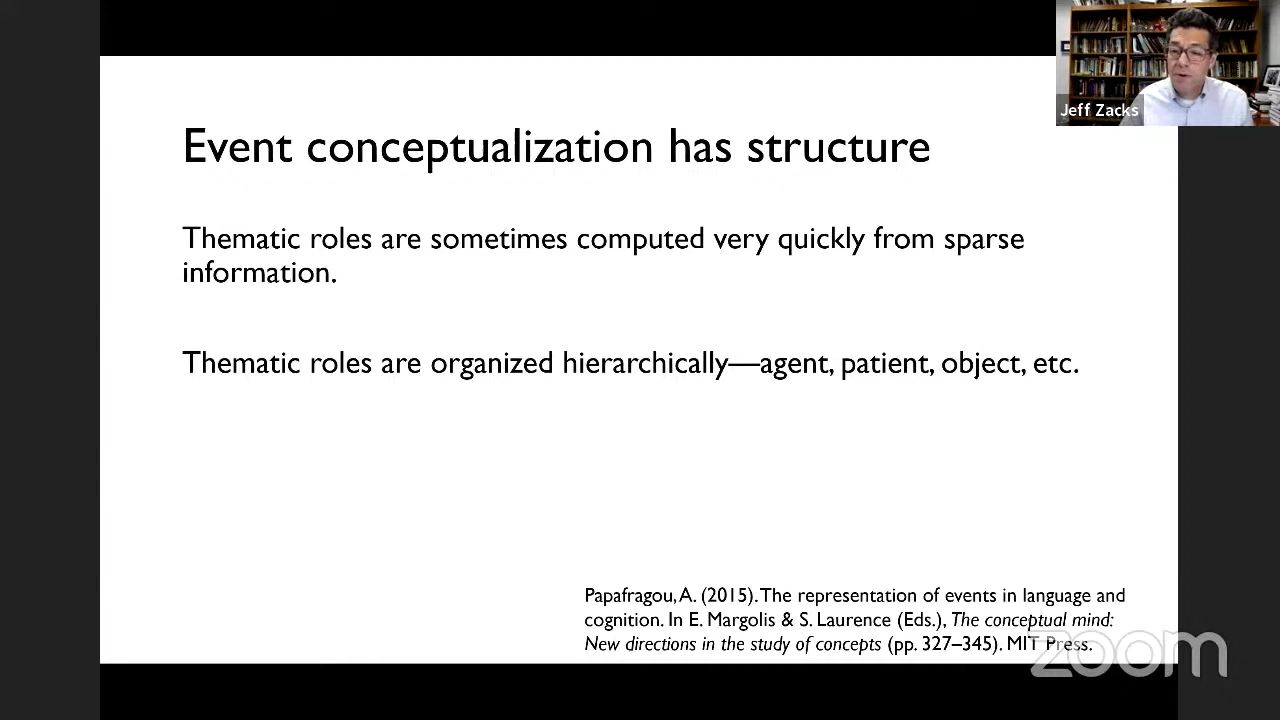 Jeff Zacks
Event conceptualization has structure
Thematic roles are sometimes computed very quickly from sparse
information.
Thematic roles are organized hierarchically—agent, patient, object, etc.
Papafragou, A. (2015). The representation of events in language and
cognition. In E. Margolis & S. Laurence (Eds.), The conceptual mind:
New directions in the study of concepts (pp. 327–345). MIT Press.
zoom